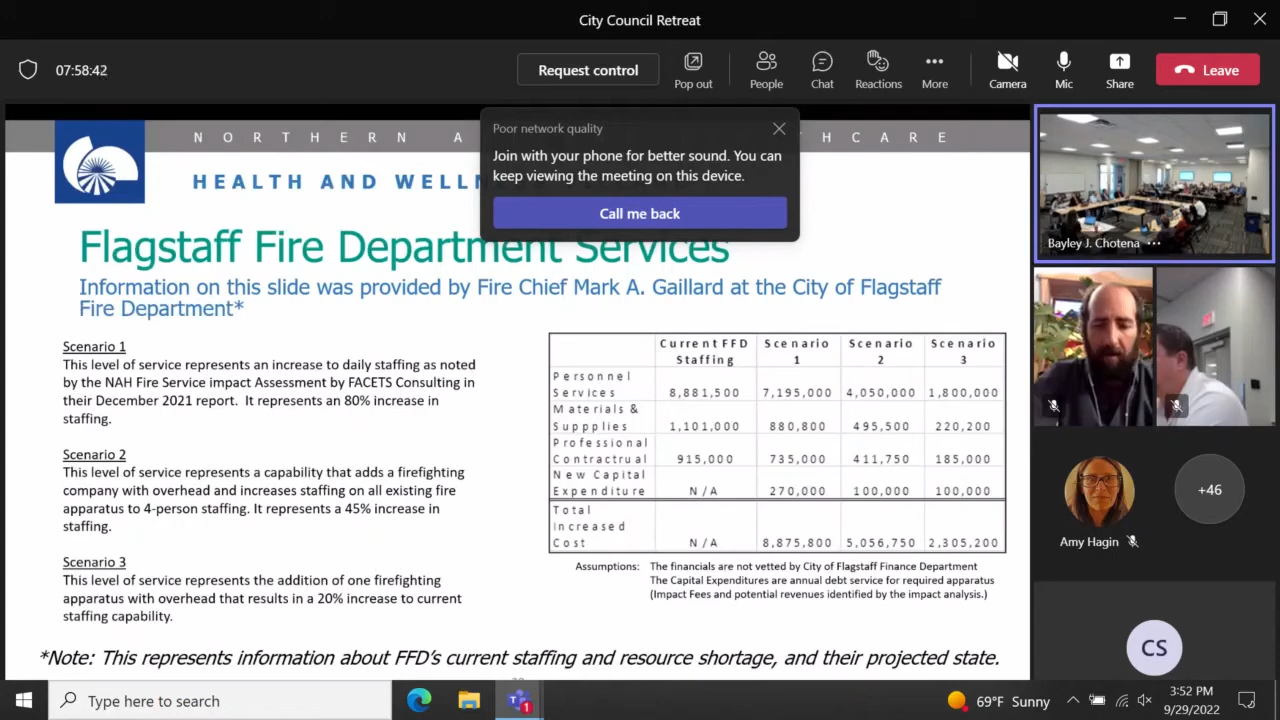 City Council Retreat
07:58:42
Request control
Pop out
People
Chat
Reactions
More
Camera
Mic
Share
Leave
N O R T H E R N A
T H C A R E
Poor network quality
Join with your phone for better sound. You can
keep viewing the meeting on this device.
Call me back
HEALTH AND WELLN
Flagstaff Fire Department Services
Information on this slide was provided by Fire Chief Mark A. Gaillard at the City of Flagstaff
Fire Department*
Scenario 1
This level of service represents an increase to daily staffing as noted
by the NAH Fire Service impact Assessment by FACETS Consulting in
their December 2021 report. It represents an 80% increase in
staffing.
Scenario 2
This level of service represents a capability that adds a firefighting
company with overhead and increases staffing on all existing fire
apparatus to 4-person staffing. It represents a 45% increase in
staffing.
Scenario 3
This level of service represents the addition of one firefighting
apparatus with overhead that results in a 20% increase to current
staffing capability.
Current FFD Scenario Scenario Scenario
Staffing 1 2 3
Personnel
Services 8,881,500 7,195,000 4,050,000 1,800,000
Materials &
Suppplies 1,101,000 880,800 495,500 220,200
Professional
Contractrual 915,000 735,000 411,750 185,000
New Capital
Expenditure N/A 270,000 100,000 100,000
Total
Increased
Cost N/A 8,875,800 5,056,750 2,305,200
Assumptions: The financials are not vetted by City of Flagstaff Finance Department
The Capital Expenditures are annual debt service for required apparatus
(Impact Fees and potential revenues identified by the impact analysis.)
*Note: This represents information about FFD's current staffing and resource shortage, and their projected state.
Bayley J. Chotena
+46
Amy Hagin
CS
Type here to search
1
69°F Sunny
3:52 PM
9/29/2022